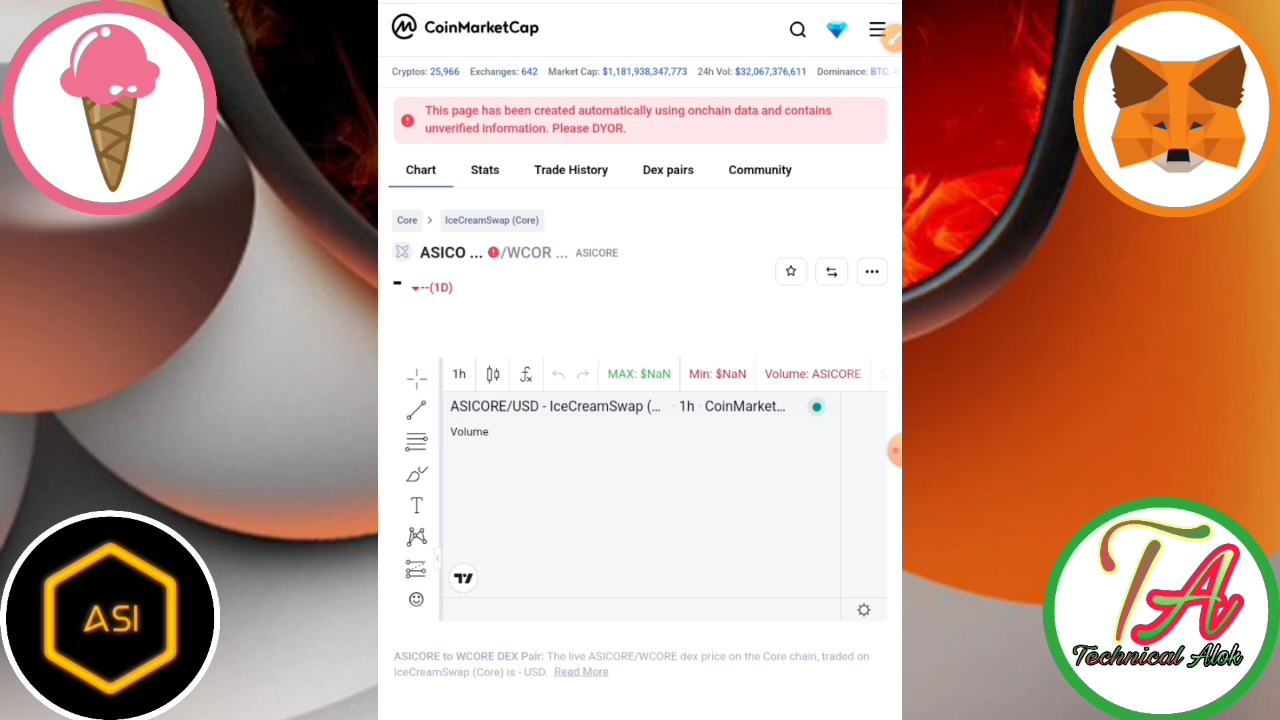 CoinMarketCap
Cryptos: 25,966 Exchanges: 642 Market Cap: $1,181,938,347,773 24h Vol: $32,067,376,611 Dominance: BTC:
This page has been created automatically using onchain data and contains
unverified information. Please DYOR.
Chart Stats Trade History Dex pairs Community
Core > IceCreamSwap (Core)
ASICO ... /WCOR ... ASICORE
- --(1D)
1h MAX: $NaN Min: $NaN Volume: ASICORE
ASICORE/USD - IceCreamSwap (... · 1h · CoinMarket...
Volume
ASICORE to WCORE DEX Pair: The live ASICORE/WCORE dex price on the Core chain, traded on
IceCreamSwap (Core) is - USD. Read More
ASI
TA
Technical Alok